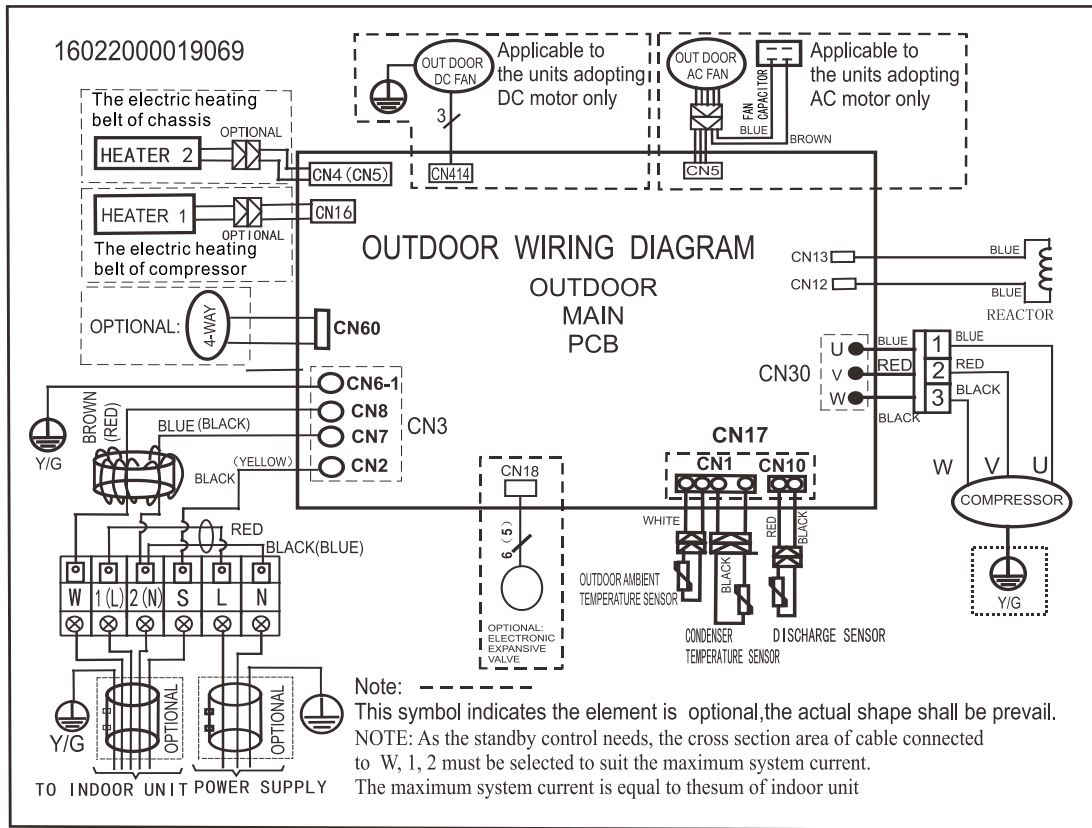 16022000019069
OUT DOOR
DC FAN
Applicable to
the units adopting
DC motor only
3
CN414
OUT DOOR
AC FAN
FAN
CAPACITOR
BLUE
BROWN
CN5
Applicable to
the units adopting
AC motor only
The electric heating
belt of chassis
OPTIONAL
HEATER 2
CN4 (CN5)
HEATER 1
CN16
OPTIONAL
The electric heating
belt of compressor
OUTDOOR WIRING DIAGRAM
OUTDOOR
MAIN
PCB
OPTIONAL:
4-WAY
CN60
CN13
BLUE
CN12
BLUE
REACTOR
CN30
U
BLUE
1
BLUE
V
RED
2
RED
W
BLACK
3
BLACK
W
V
U
COMPRESSOR
Y/G
CN6-1
CN8
CN7
CN2
CN3
Y/G
BROWN
(RED)
BLUE (BLACK)
BLACK
(YELLOW)
RED
BLACK(BLUE)
W
1 (L)
2 (N)
S
L
N
Y/G
OPTIONAL
OPTIONAL
TO INDOOR UNIT
POWER SUPPLY
CN18
6 (5)
OPTIONAL:
ELECTRONIC
EXPANSIVE
VALVE
CN17
CN1
CN10
WHITE
BLACK
RED
BLACK
OUTDOOR AMBIENT
TEMPERATURE SENSOR
CONDENSER
TEMPERATURE SENSOR
DISCHARGE SENSOR
Note:
This symbol indicates the element is optional,the actual shape shall be prevail.
NOTE: As the standby control needs, the cross section area of cable connected
to W, 1, 2 must be selected to suit the maximum system current.
The maximum system current is equal to thesum of indoor unit